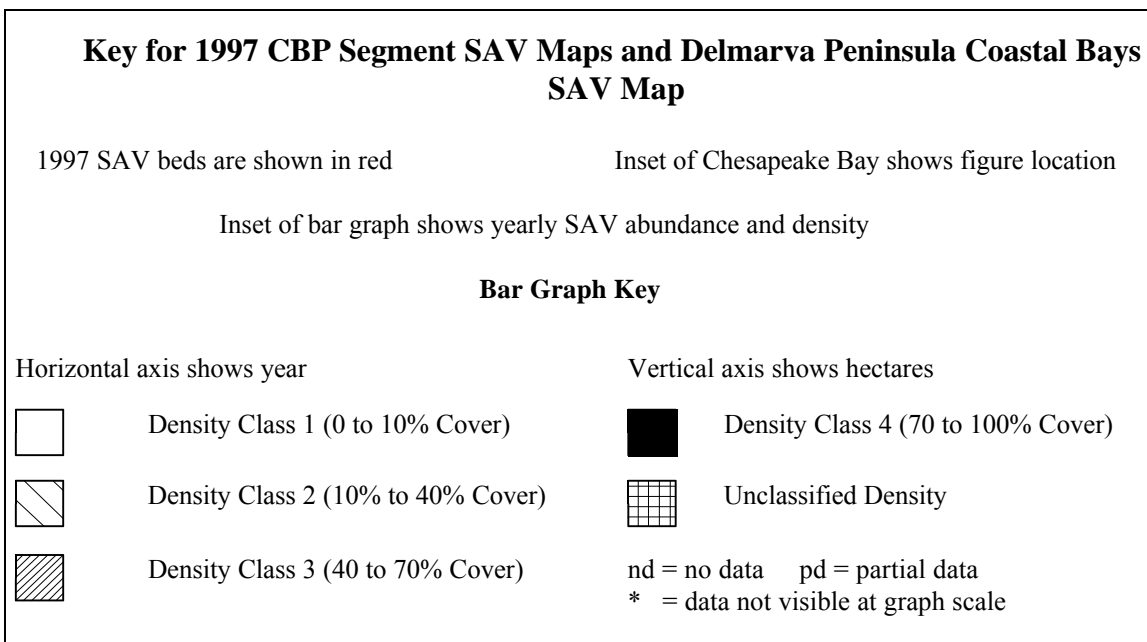 Key for 1997 CBP Segment SAV Maps and Delmarva Peninsula Coastal Bays
SAV Map
1997 SAV beds are shown in red
Inset of Chesapeake Bay shows figure location
Inset of bar graph shows yearly SAV abundance and density
Bar Graph Key
Horizontal axis shows year
Vertical axis shows hectares
Density Class 1 (0 to 10% Cover)
Density Class 4 (70 to 100% Cover)
Density Class 2 (10% to 40% Cover)
Unclassified Density
Density Class 3 (40 to 70% Cover)
nd = no data pd = partial data
* = data not visible at graph scale